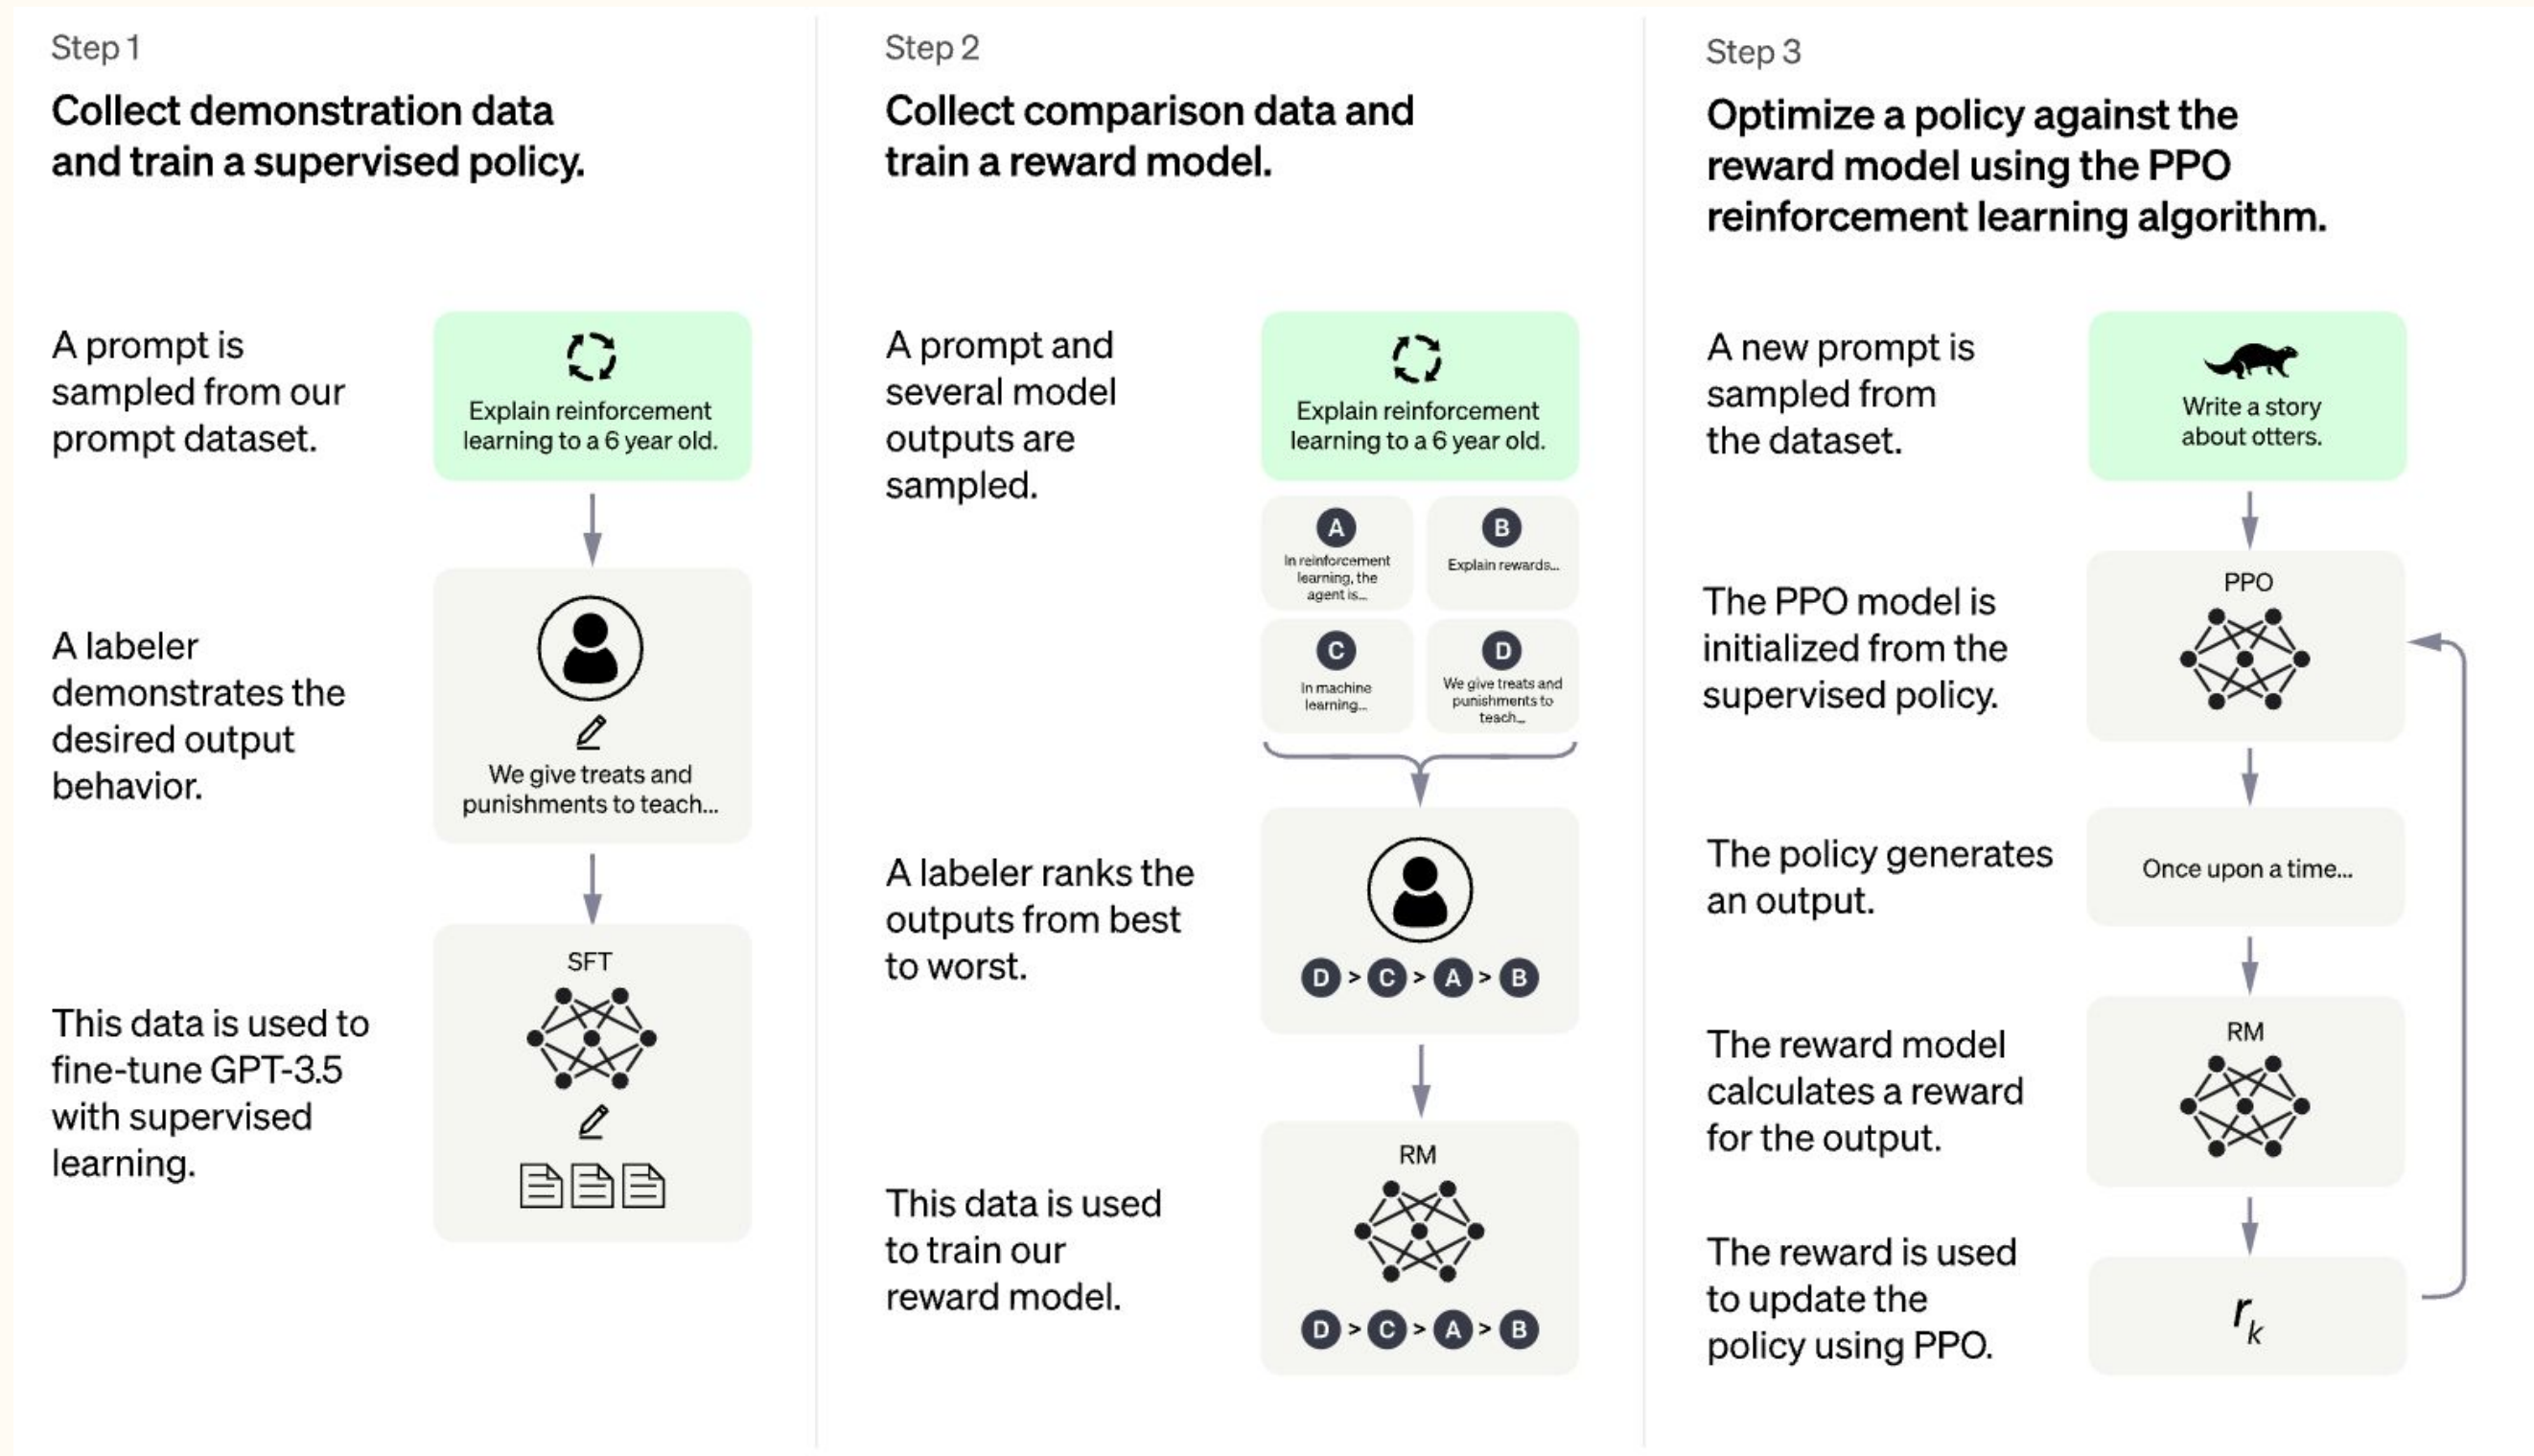 Step 1
Collect demonstration data
and train a supervised policy.
A prompt is
sampled from our
prompt dataset.
Explain reinforcement
learning to a 6 year old.
A labeler
demonstrates the
desired output
behavior.
We give treats and
punishments to teach...
This data is used to
fine-tune GPT-3.5
with supervised
learning.
SFT
Step 2
Collect comparison data and
train a reward model.
A prompt and
several model
outputs are
sampled.
Explain reinforcement
learning to a 6 year old.
A
In reinforcement
learning, the
agent is...
B
Explain rewards...
C
In machine
learning...
D
We give treats and
punishments to
teach...
A labeler ranks the
outputs from best
to worst.
D > C > A > B
This data is used
to train our
reward model.
RM
D > C > A > B
Step 3
Optimize a policy against the
reward model using the PPO
reinforcement learning algorithm.
A new prompt is
sampled from
the dataset.
Write a story
about otters.
The PPO model is
initialized from the
supervised policy.
PPO
The policy generates
an output.
Once upon a time...
The reward model
calculates a reward
for the output.
RM
The reward is used
to update the
policy using PPO.
r_k